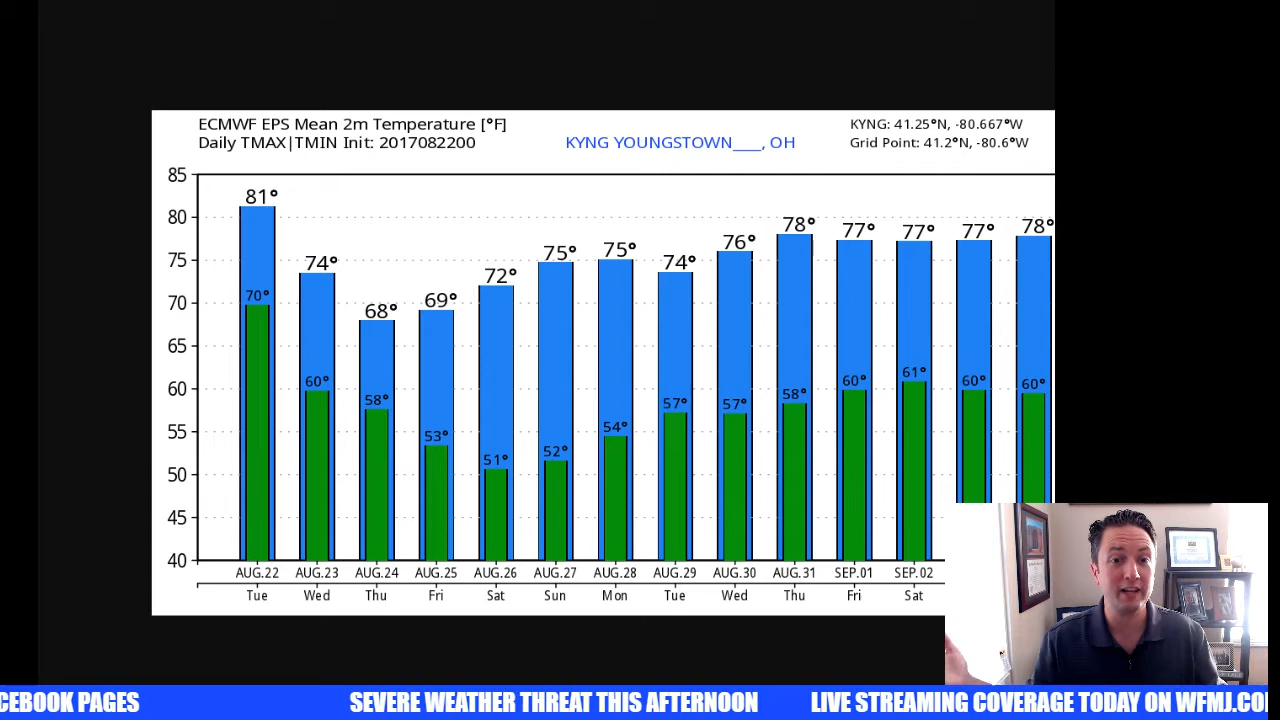 ECMWF EPS Mean 2m Temperature [°F]
Daily TMAX|TMIN Init: 2017082200
KYNG YOUNGSTOWN____, OH
KYNG: 41.25°N, -80.667°W
Grid Point: 41.2°N, -80.6°W
85
80
75
70
65
60
55
50
45
40
81° 74° 68° 69° 72° 75° 75° 74° 76° 78° 77° 77° 77° 78°
70° 60° 58° 53° 51° 52° 54° 57° 57° 58° 60° 61° 60° 60°
AUG.22 AUG.23 AUG.24 AUG.25 AUG.26 AUG.27 AUG.28 AUG.29 AUG.30 AUG.31 SEP.01 SEP.02
Tue Wed Thu Fri Sat Sun Mon Tue Wed Thu Fri Sat
CEBOOK PAGES SEVERE WEATHER THREAT THIS AFTERNOON LIVE STREAMING COVERAGE TODAY ON WFMJ.CO